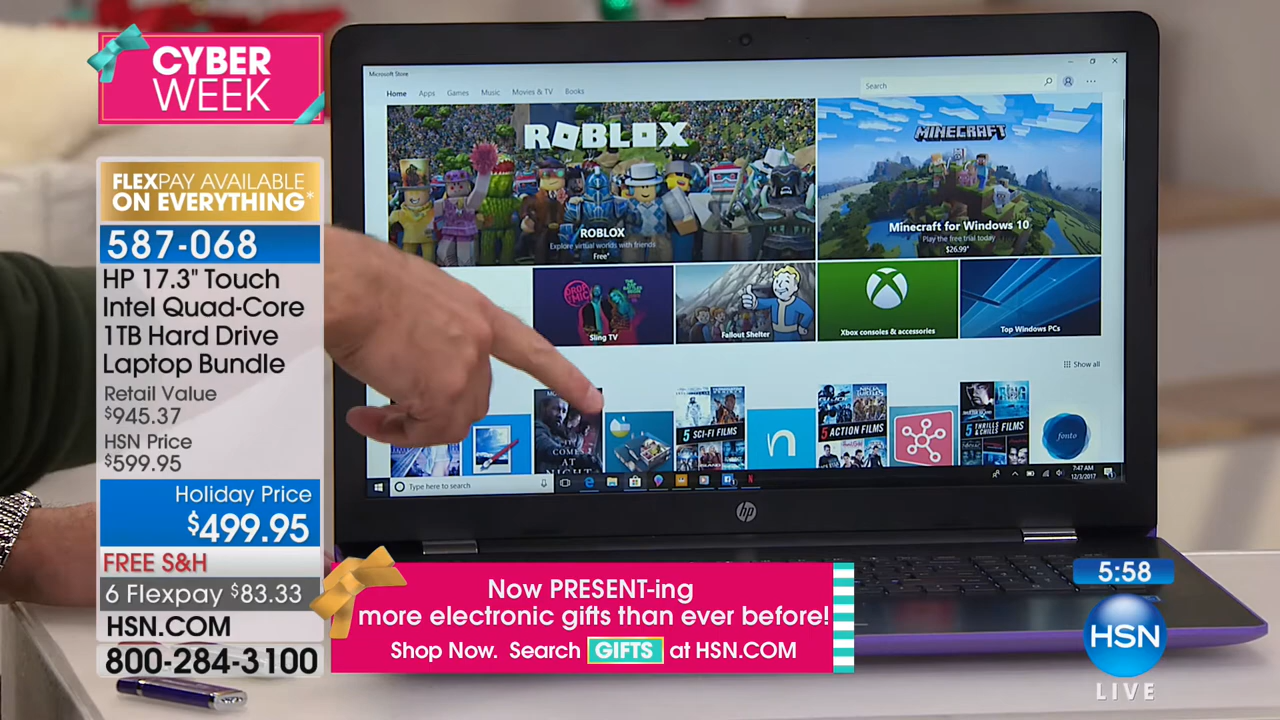 CYBER
WEEK
FLEXPAY AVAILABLE
ON EVERYTHING*
587-068
HP 17.3" Touch
Intel Quad-Core
1TB Hard Drive
Laptop Bundle
Retail Value
$945.37
HSN Price
$599.95
Holiday Price
$499.95
FREE S&H
6 Flexpay $83.33
HSN.COM
800-284-3100
Microsoft Store
Home Apps Games Music Movies & TV Books
Search
ROBLOX
ROBLOX
Explore virtual worlds with friends
Free*
MINECRAFT
Minecraft for Windows 10
Play the free trial today
$26.99*
Sling TV
Fallout Shelter
Xbox consoles & accessories
Top Windows PCs
Show all
COMES
AT NIGHT
5 SCI-FI FILMS
n
5 ACTION FILMS
5 THRILLS & CHILLS FILMS
fonto
Type here to search
7:47 AM
12/3/2017
hp
Now PRESENT-ing
more electronic gifts than ever before!
Shop Now. Search GIFTS at HSN.COM
5:58
HSN
LIVE